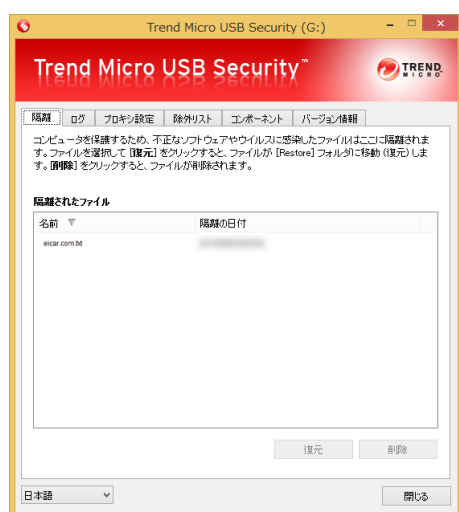 Trend Micro USB Security (G:)
Trend Micro USB Security™
TREND
MICRO
隔離 ログ プロキシ設定 除外リスト コンポーネント バージョン情報
コンピュータを保護するため、不正なソフトウェアやウイルスに感染したファイルはここに隔離されま
す。ファイルを選択して [復元] をクリックすると、ファイルが [Restore] フォルダに移動 (復元) しま
す。[削除] をクリックすると、ファイルが削除されます。
隔離されたファイル
名前 隔離の日付
eicar.com.txt
復元 削除
日本語 閉じる